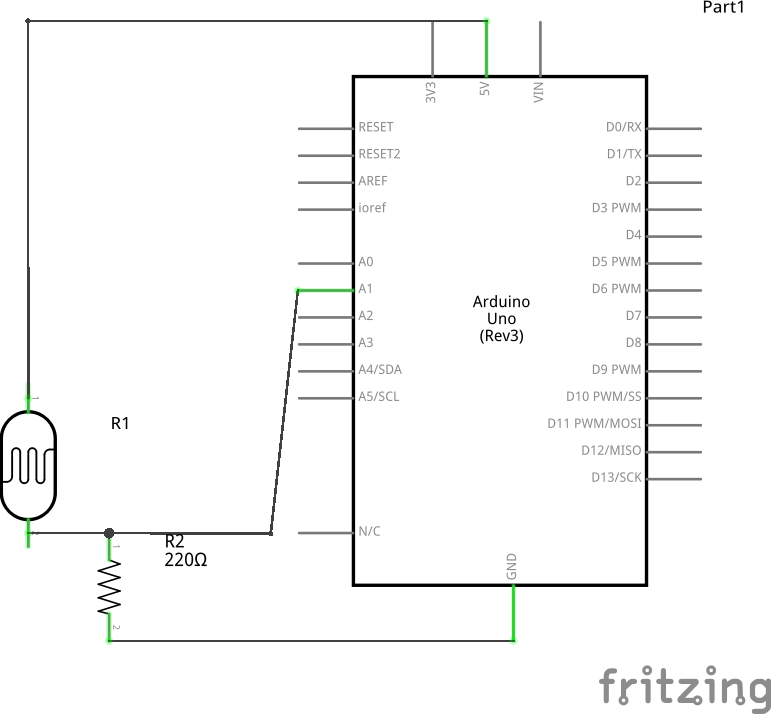 Part1
3V3
5V
VIN
RESET
D0/RX
RESET2
D1/TX
AREF
D2
ioref
D3 PWM
D4
A0
D5 PWM
A1
D6 PWM
Arduino
Uno
(Rev3)
A2
D7
A3
D8
A4/SDA
D9 PWM
A5/SCL
D10 PWM/SS
1
R1
D11 PWM/MOSI
D12/MISO
D13/SCK
N/C
R2
220Ω
1
GND
2
fritzing